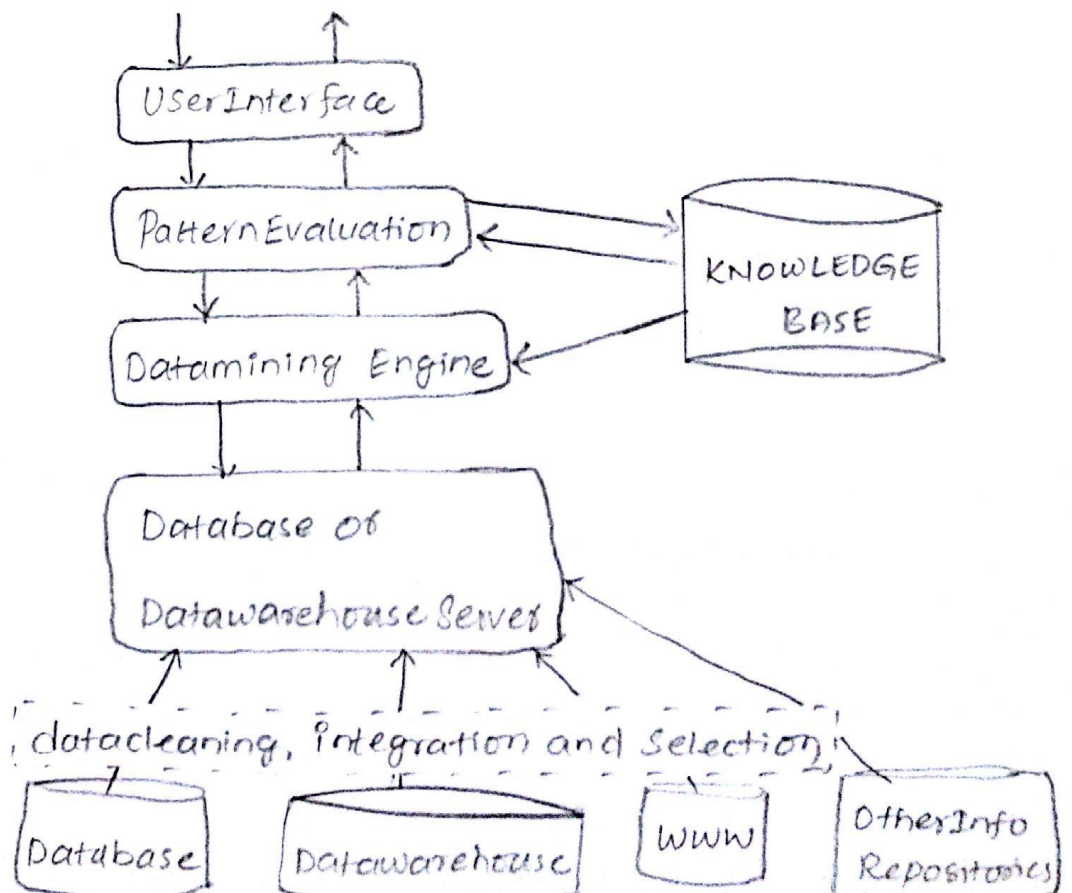 UserInterface
PatternEvaluation
KNOWLEDGE
BASE
Datamining Engine
Database or
Datawarehouse Server
datacleaning, integration and selection
Database
Datawarehouse
WWW
OtherInfo
Repositories